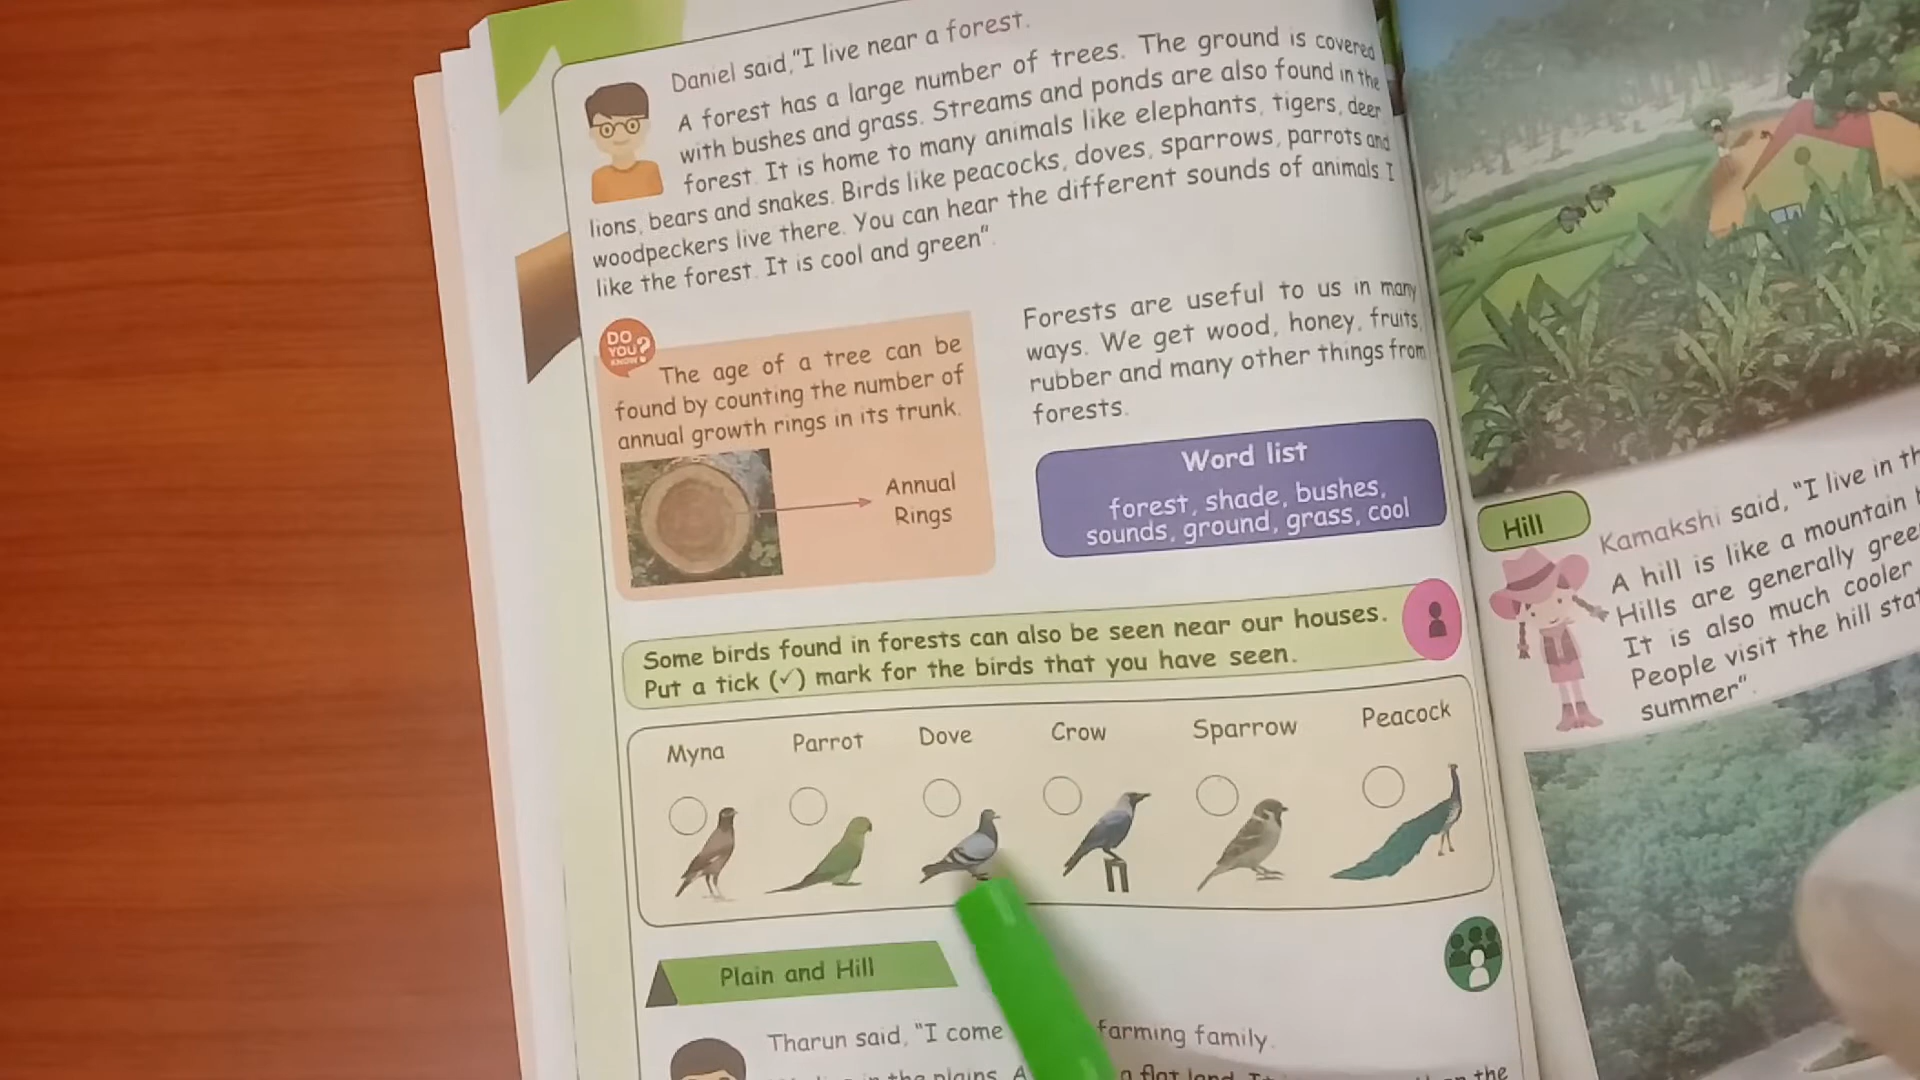 Daniel said,"I live near a forest.
A forest has a large number of trees. The ground is covered
with bushes and grass. Streams and ponds are also found in the
forest. It is home to many animals like elephants, tigers, deer
lions, bears and snakes. Birds like peacocks, doves, sparrows, parrots and
woodpeckers live there. You can hear the different sounds of animals I
like the forest. It is cool and green".
DO
YOU?
KNOW
The age of a tree can be
found by counting the number of
annual growth rings in its trunk.
Annual
Rings
Forests are useful to us in many
ways. We get wood, honey, fruits,
rubber and many other things from
forests.
Word list
forest, shade, bushes,
sounds, ground, grass, cool
Some birds found in forests can also be seen near our houses.
Put a tick (✓) mark for the birds that you have seen.
Myna Parrot Dove Crow Sparrow Peacock
Plain and Hill
Tharun said, "I come farming family.
in the plains. A a flat land. the
Hill
Kamakshi said, "I live in
A hill is like a mountain
Hills are generally
It is also much cooler
People visit the hill
summer".